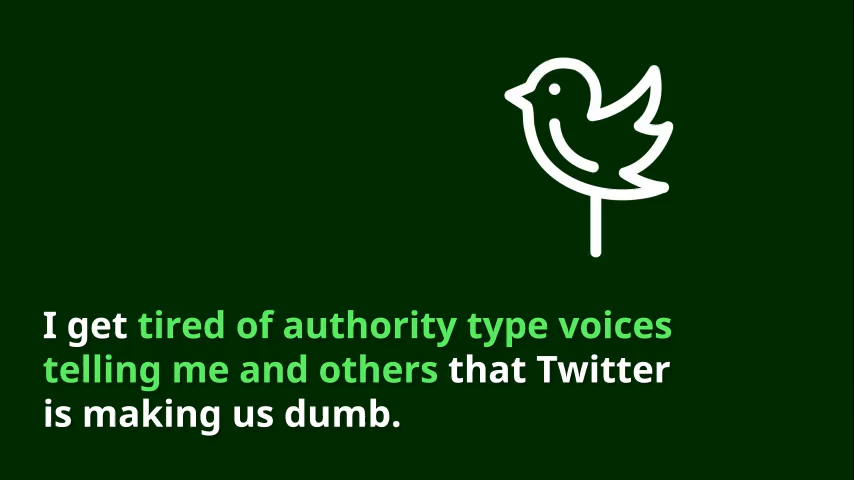 I get tired of authority type voices
telling me and others that Twitter
is making us dumb.